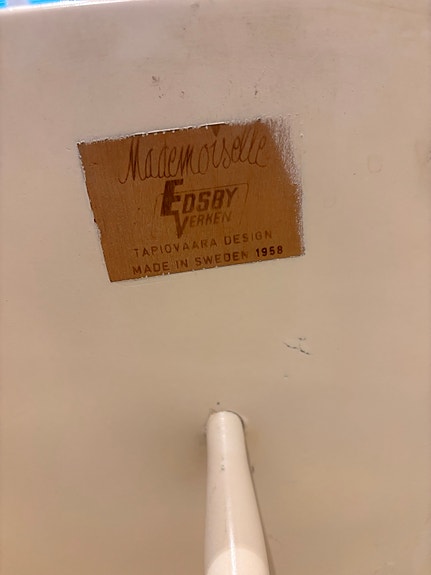 Mademoiselle
EDSBY
VERKEN
TAPIOVAARA DESIGN
MADE IN SWEDEN 1958